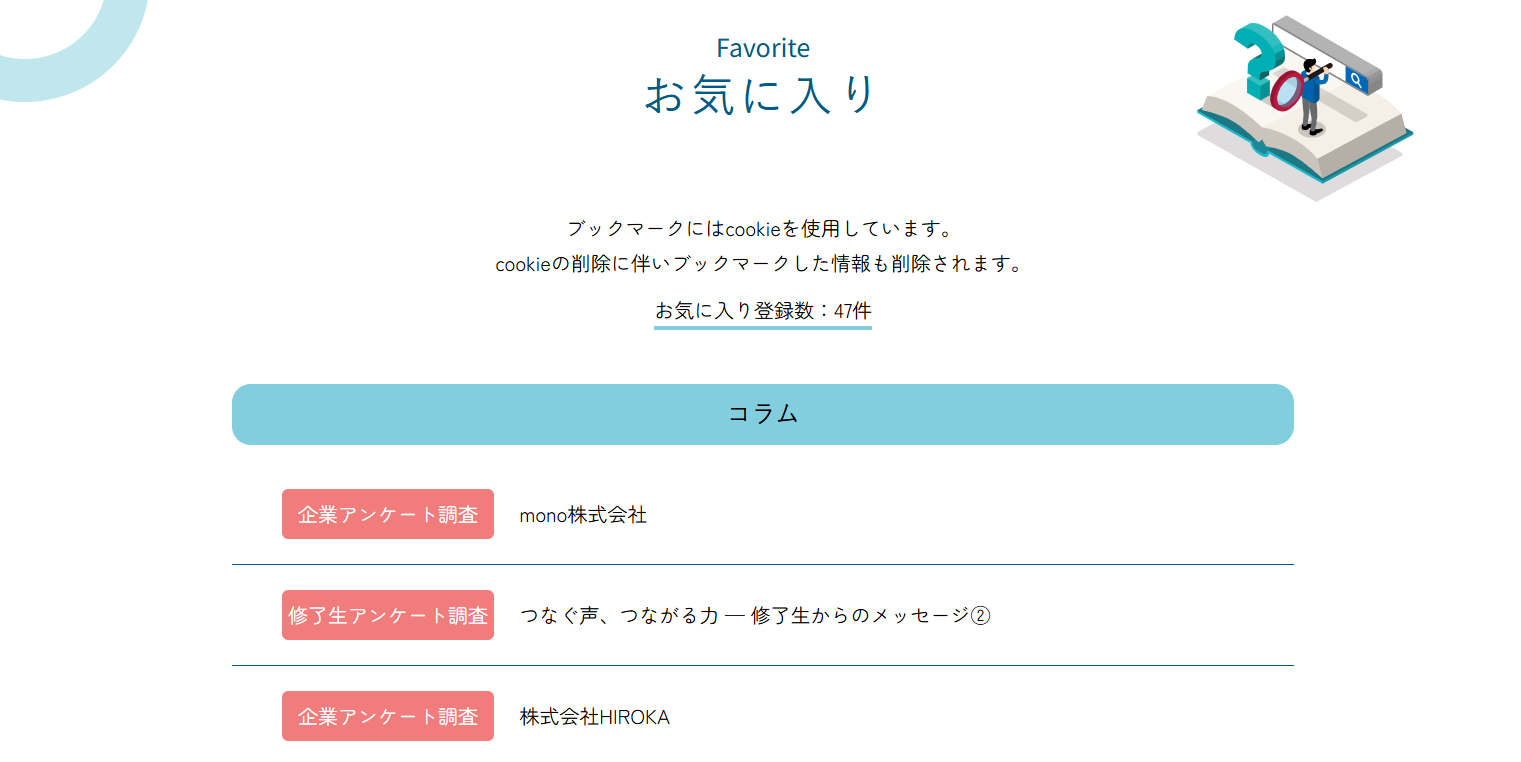 Favorite
お気に入り
ブックマークにはcookieを使用しています。
cookieの削除に伴いブックマークした情報も削除されます。
お気に入り登録数：47件
コラム
企業アンケート調査 mono株式会社
修了生アンケート調査 つなぐ声、つながる力 ― 修了生からのメッセージ②
企業アンケート調査 株式会社HIROKA